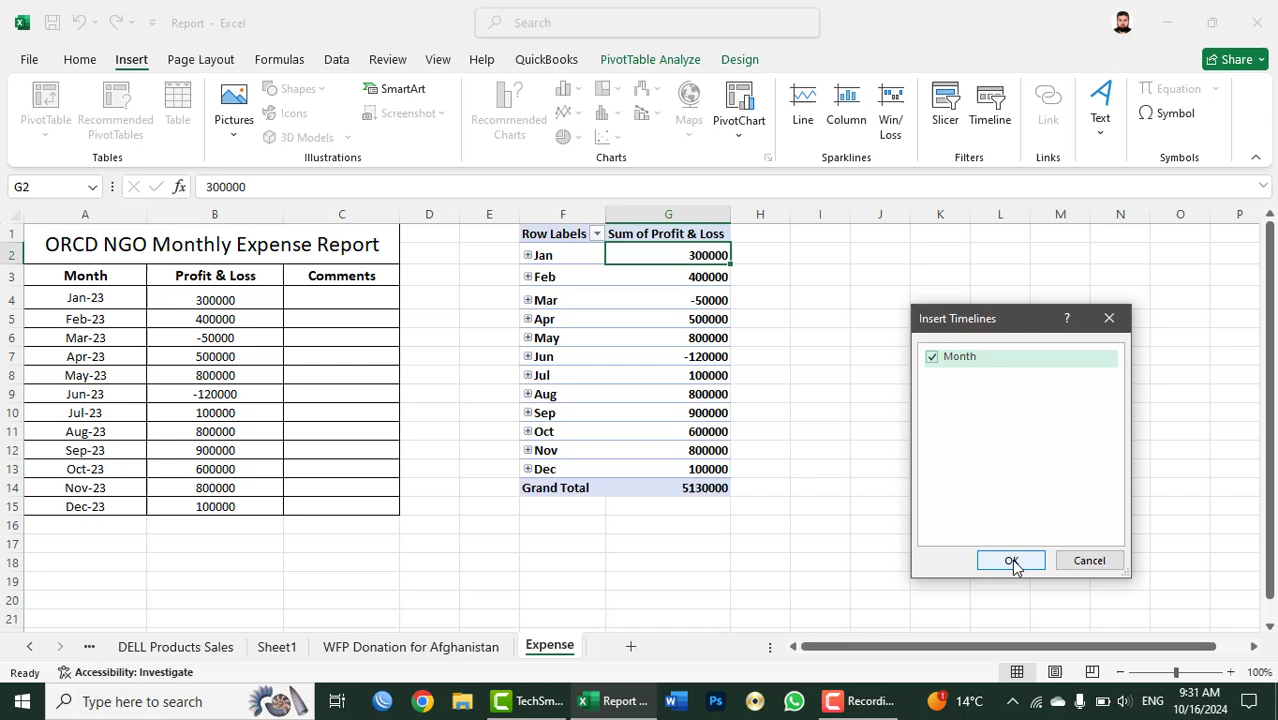 Report - Excel
Search
File Home Insert Page Layout Formulas Data Review View Help QuickBooks PivotTable Analyze Design Share
PivotTable
Recommended PivotTables
Table
Tables
Pictures
Shapes
Icons
3D Models
SmartArt
Screenshot
Illustrations
Recommended Charts
Maps
PivotChart
Charts
Line
Column
Win/ Loss
Sparklines
Slicer
Timeline
Filters
Link
Links
Text
Equation
Symbol
Symbols
G2 fx 300000
A B C D E F G H I J K L M N O P
1 Row Labels Sum of Profit & Loss
ORCD NGO Monthly Expense Report
2 Jan 300000
3 Month Profit & Loss Comments Feb 400000
4 Jan-23 300000 Mar -50000
5 Feb-23 400000 Apr 500000
6 Mar-23 -50000 May 800000
7 Apr-23 500000 Jun -120000
8 May-23 800000 Jul 100000
9 Jun-23 -120000 Aug 800000
10 Jul-23 100000 Sep 900000
11 Aug-23 800000 Oct 600000
12 Sep-23 900000 Nov 800000
13 Oct-23 600000 Dec 100000
14 Nov-23 800000 Grand Total 5130000
15 Dec-23 100000
16
17
18
19
20
21
Insert Timelines ?
Month
OK Cancel
DELL Products Sales Sheet1 WFP Donation for Afghanistan Expense
Ready Accessibility: Investigate 100%
Type here to search
TechSm...
Report ...
Recordi...
1
14°C
ENG
9:31 AM
10/16/2024